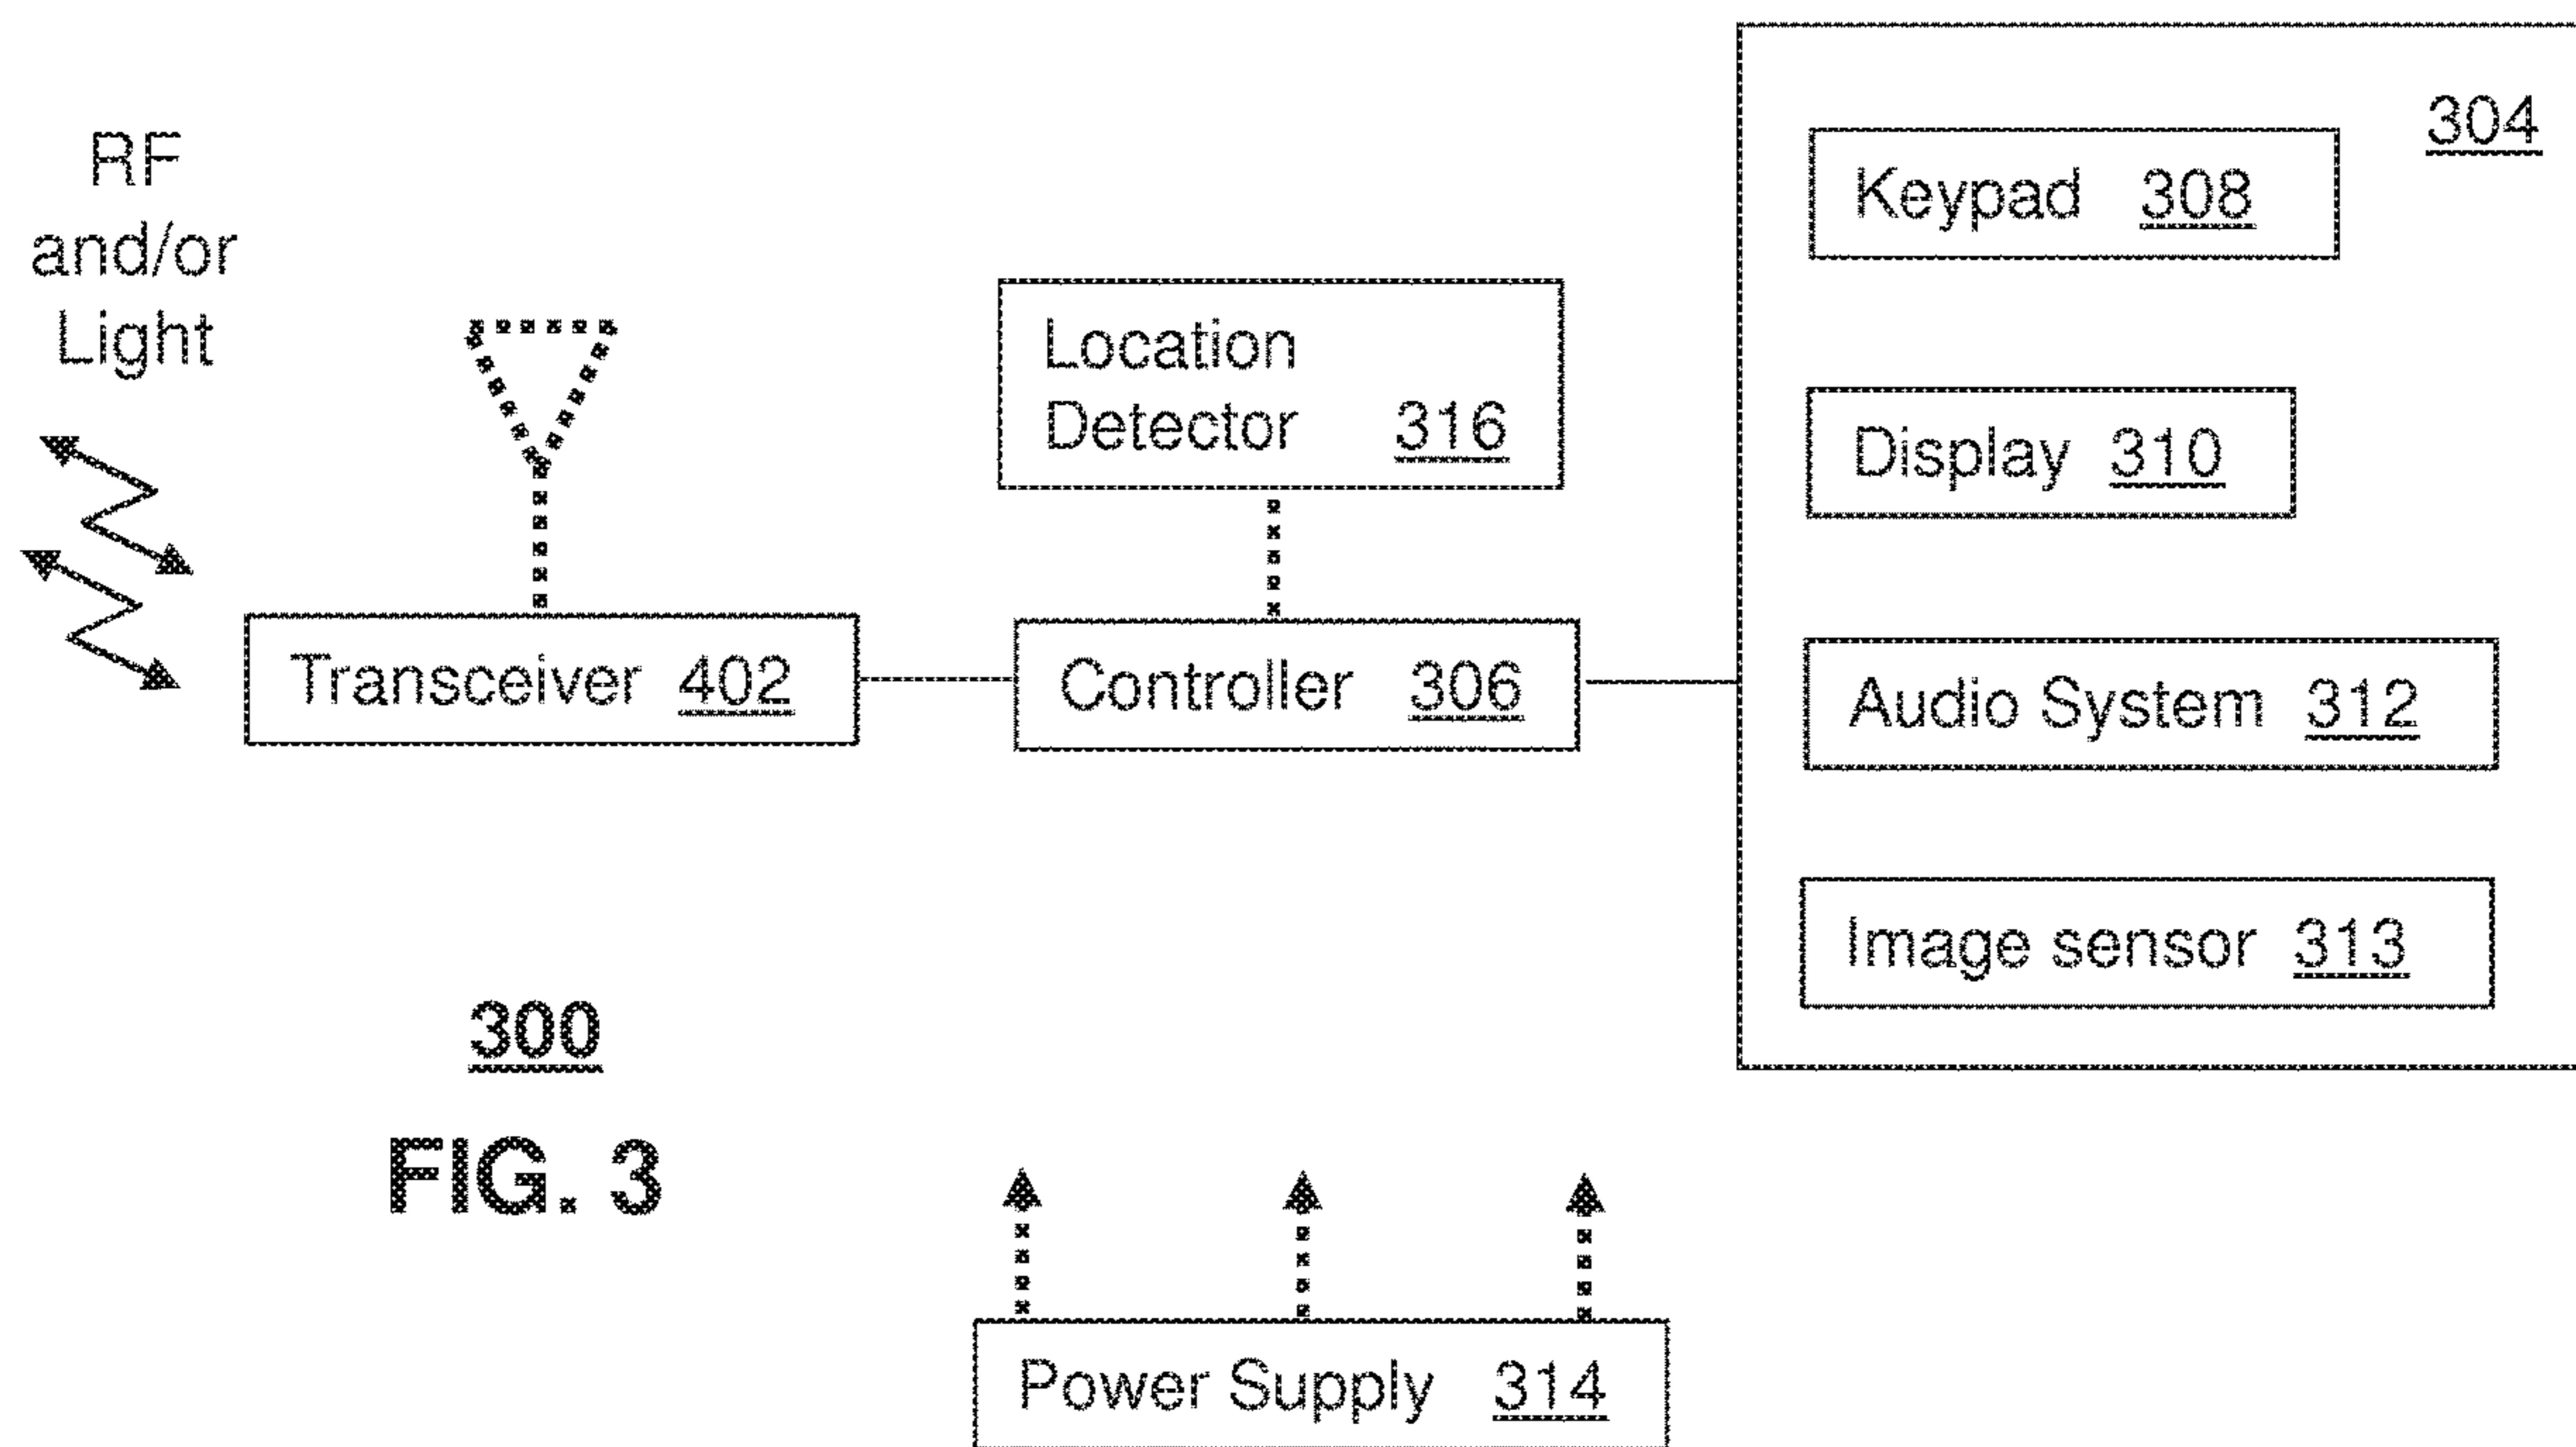 RF
and/or
Light
304
Keypad 308
Location
Detector 316
Display 310
Transceiver 402
Controller 306
Audio System 312
Image sensor 313
300
FIG. 3
Power Supply 314